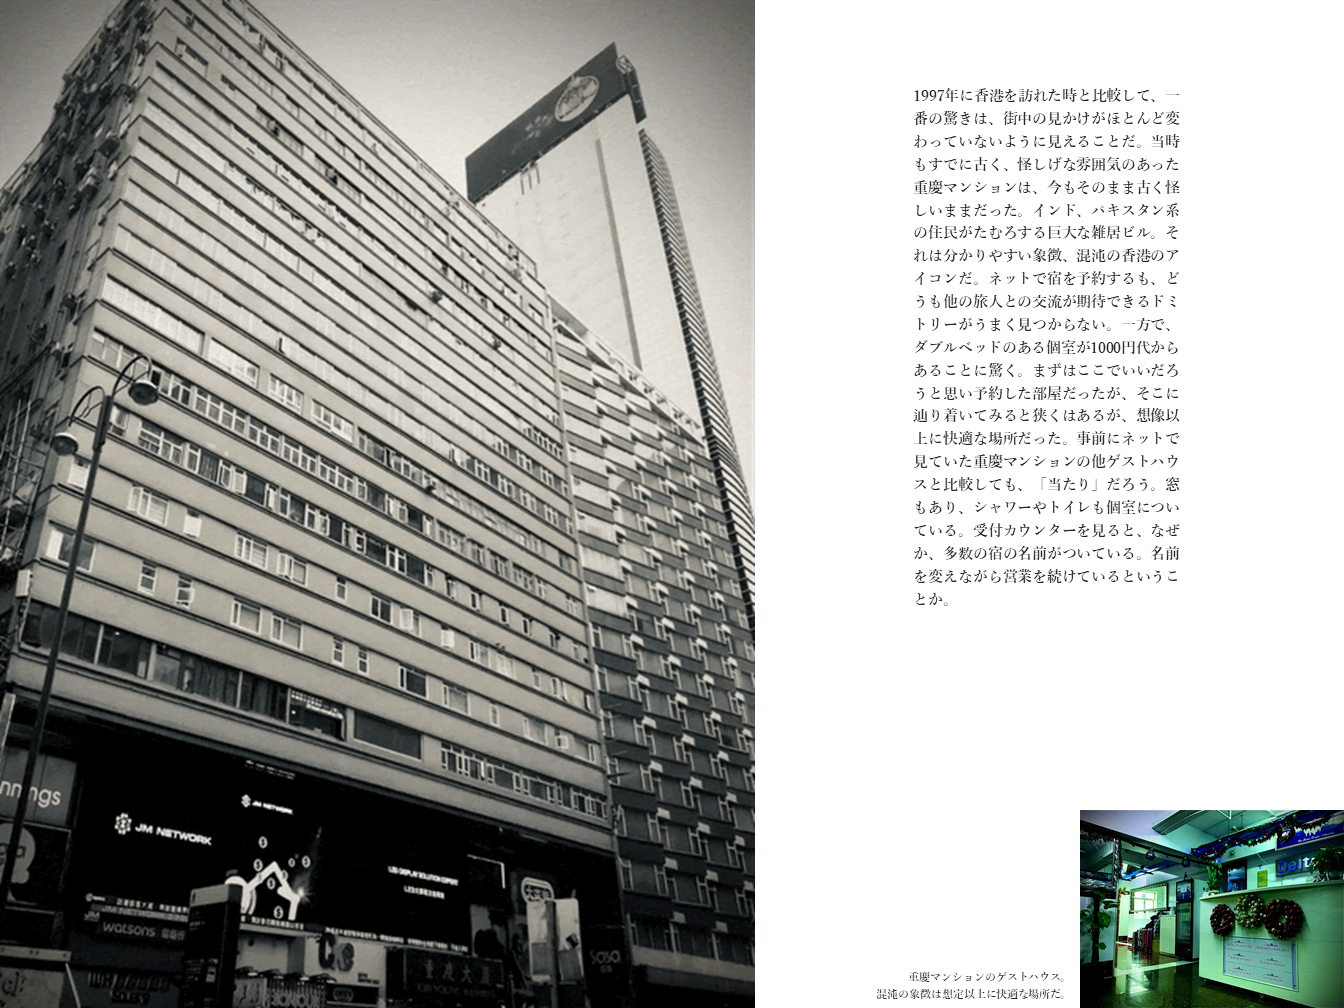 1997年に香港を訪れた時と比較して、一
番の驚きは、街中の見かけがほとんど変
わっていないように見えることだ。当時
もすでに古く、怪しげな雰囲気のあった
重慶マンションは、今もそのまま古く怪
しいままだった。インド、パキスタン系
の住民がたむろする巨大な雑居ビル。そ
れは分かりやすい象徴、混沌の香港のア
イコンだ。ネットで宿を予約するも、ど
うも他の旅人との交流が期待できるドミ
トリーがうまく見つからない。一方で、
ダブルベッドのある個室が1000円代から
あることに驚く。まずはここでいいだろ
うと思い予約した部屋だったが、そこに
辿り着いてみると狭くはあるが、想像以
上に快適な場所だった。事前にネットで
見ていた重慶マンションの他ゲストハウ
スと比較しても、「当たり」だろう。窓
もあり、シャワーやトイレも個室につい
ている。受付カウンターを見ると、なぜ
か、多数の宿の名前がついている。名前
を変えながら営業を続けているというこ
とか。
重慶マンションのゲストハウス。
混沌の象徴は想定以上に快適な場所だ。
JM NETWORK
JM NETWORK
LED DISPLAY SOLUTION EXPERT
nnings
watsons
sasa
重慶大厦